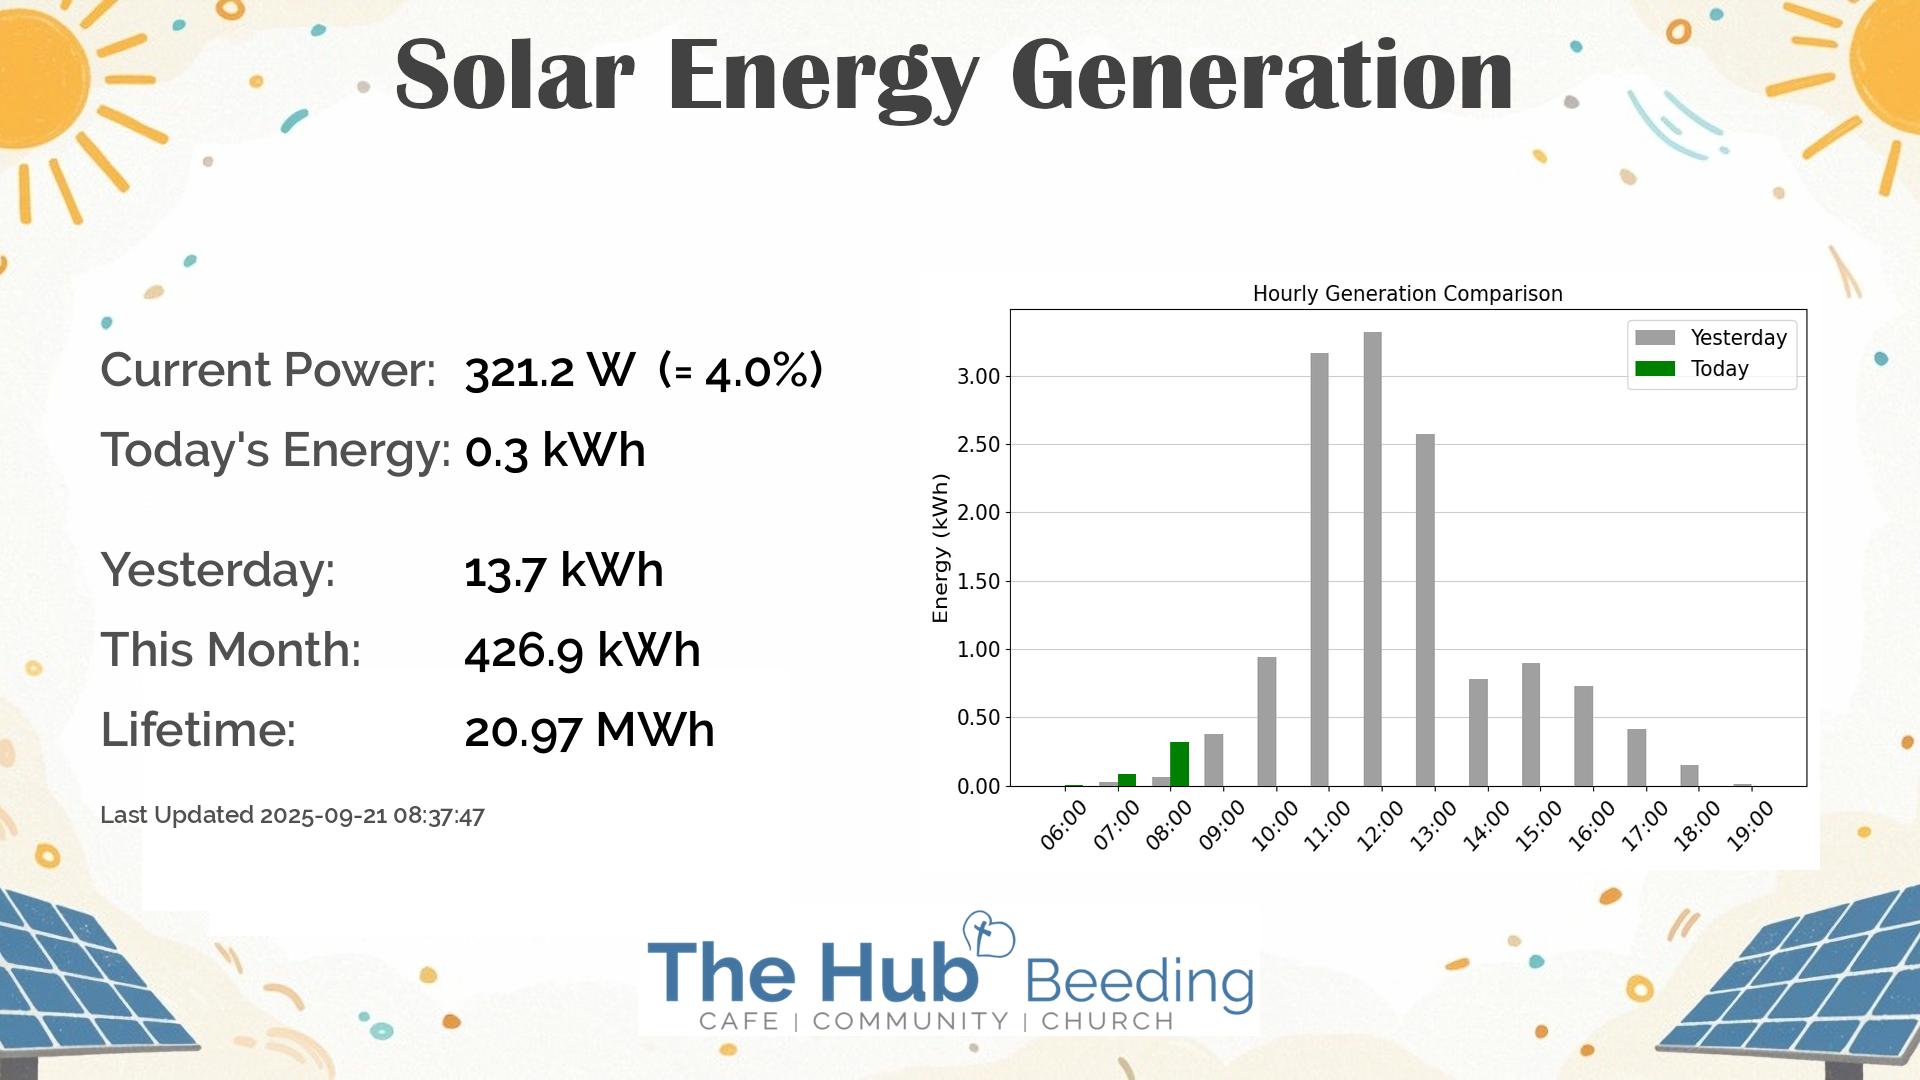 Solar Energy Generation
Current Power: 321.2 W (= 4.0%)
Today's Energy: 0.3 kWh
Yesterday: 13.7 kWh
This Month: 426.9 kWh
Lifetime: 20.97 MWh
Last Updated 2025-09-21 08:37:47
Hourly Generation Comparison
Yesterday
Today
Energy (kWh)
3.00
2.50
2.00
1.50
1.00
0.50
0.00
06:00 07:00 08:00 09:00 10:00 11:00 12:00 13:00 14:00 15:00 16:00 17:00 18:00 19:00
The Hub Beeding
CAFE | COMMUNITY | CHURCH